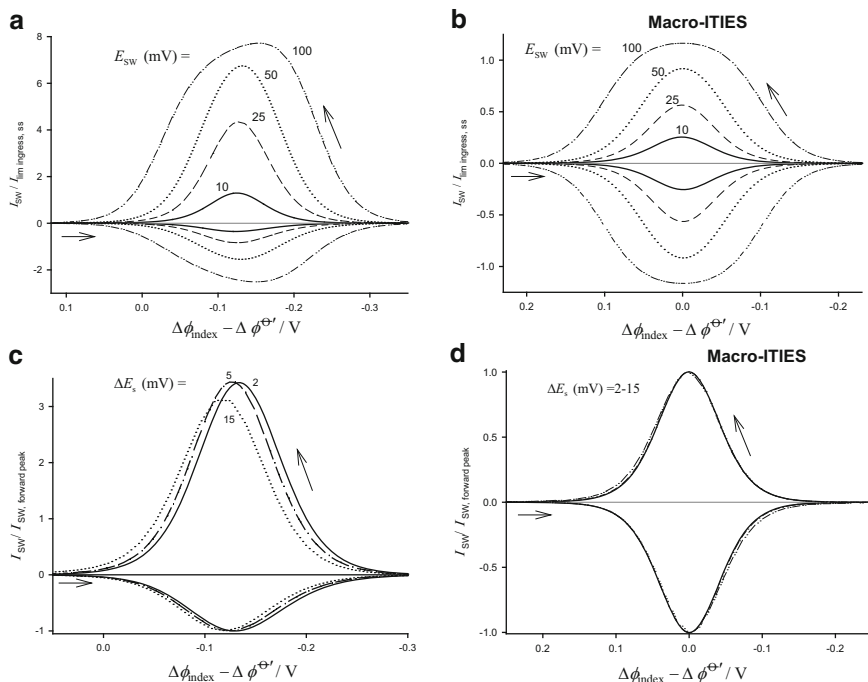 a
E_SW (mV) =
100
50
25
10
8
6
4
2
0
-2
I_SW / I_lim ingress, ss
0.1 0.0 -0.1 -0.2 -0.3
Δϕ_index − Δϕ^⊖′ / V
b
Macro-ITIES
E_SW (mV) =
100
50
25
10
1.0
0.5
0.0
-0.5
-1.0
I_SW / I_lim ingress, ss
0.2 0.1 0.0 -0.1 -0.2
Δϕ_index − Δϕ^⊖′ / V
c
ΔE_s (mV) =
5
2
15
3
2
1
0
-1
I_SW / I_SW, forward peak
0.0 -0.1 -0.2 -0.3
Δϕ_index − Δϕ^⊖′ / V
d
Macro-ITIES
ΔE_s (mV) =2-15
1.0
0.5
0.0
-0.5
-1.0
I_SW / I_SW, forward peak
0.2 0.1 0.0 -0.1 -0.2
Δϕ_index − Δϕ^⊖′ / V